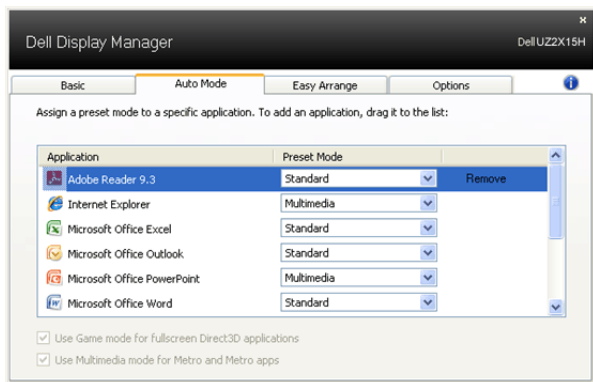 Dell Display Manager
Dell UZ2X15H
Basic
Auto Mode
Easy Arrange
Options
Assign a preset mode to a specific application. To add an application, drag it to the list:
Application Preset Mode
Adobe Reader 9.3 Standard Remove
Internet Explorer Multimedia
Microsoft Office Excel Standard
Microsoft Office Outlook Standard
Microsoft Office PowerPoint Multimedia
Microsoft Office Word Standard
Use Game mode for fullscreen Direct3D applications
Use Multimedia mode for Metro and Metro apps